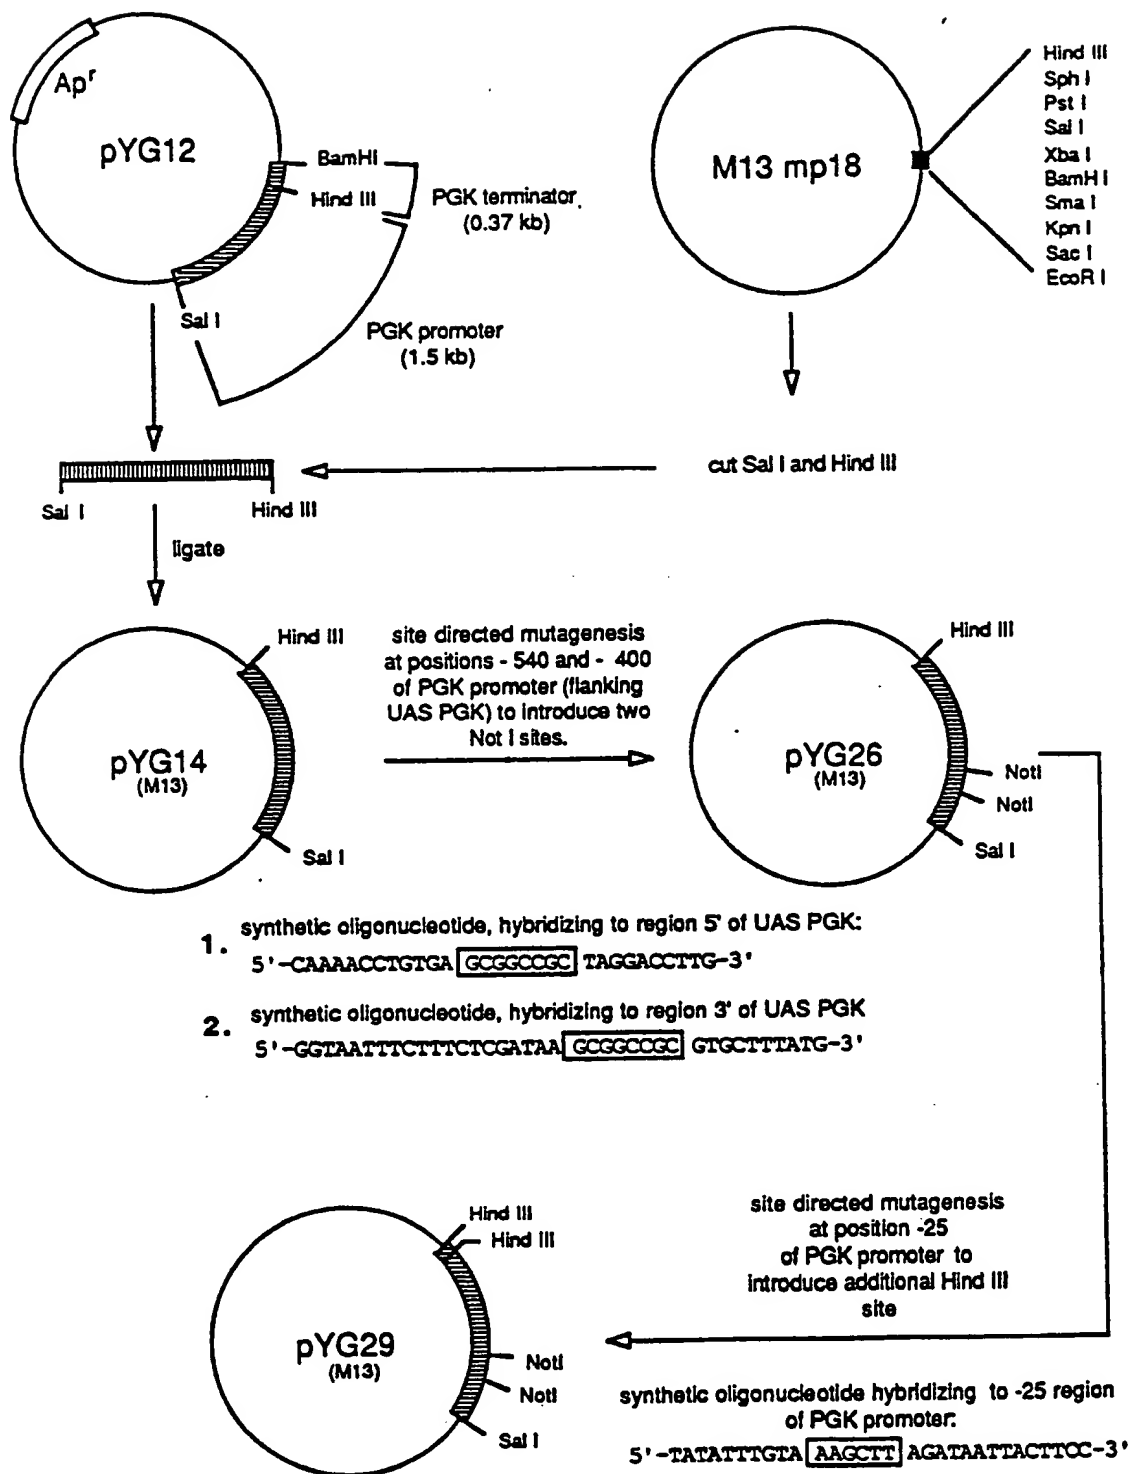 Apʳ
pYG12
BamHI
Hind III
PGK terminator
(0.37 kb)
Sal I
PGK promoter
(1.5 kb)
M13 mp18
Hind III
Sph I
Pst I
Sal I
Xba I
BamH I
Sma I
Kpn I
Sac I
EcoR I
cut Sal I and Hind III
Sal I
Hind III
ligate
Hind III
pYG14
(M13)
Sal I
site directed mutagenesis
at positions - 540 and - 400
of PGK promoter (flanking
UAS PGK) to introduce two
Not I sites.
Hind III
pYG26
(M13)
NotI
NotI
Sal I
1. synthetic oligonucleotide, hybridizing to region 5' of UAS PGK:
5'-CAAAACCTGTGA GCGGCCGC TAGGACCTTG-3'
2. synthetic oligonucleotide, hybridizing to region 3' of UAS PGK
5'-GGTAATTTCTTTCTCGATAA GCGGCCGC GTGCTTTATG-3'
Hind III
Hind III
pYG29
(M13)
NotI
NotI
Sal I
site directed mutagenesis
at position -25
of PGK promoter to
introduce additional Hind III
site
synthetic oligonucleotide hybridizing to -25 region
of PGK promoter:
5'-TATATTTGTA AAGCTT AGATAATTACTTCC-3'